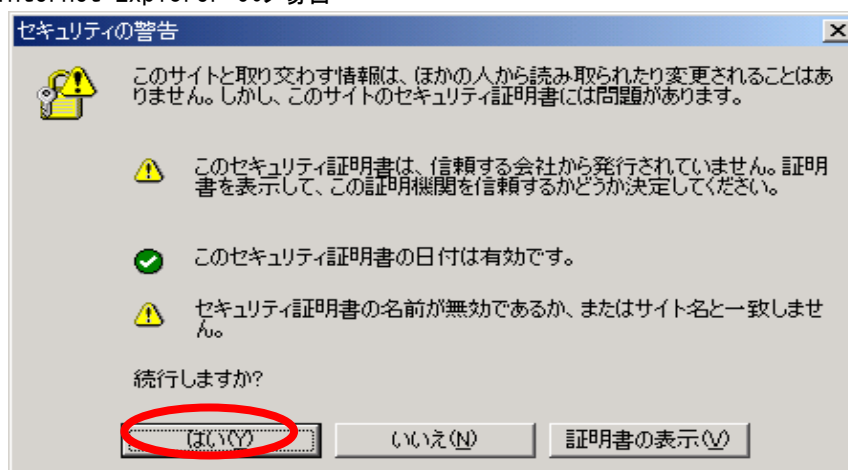 セキュリティの警告
このサイトと取り交わす情報は、ほかの人から読み取られたり変更されることはあ
りません。しかし、このサイトのセキュリティ証明書には問題があります。
このセキュリティ証明書は、信頼する会社から発行されていません。証明
書を表示して、この証明機関を信頼するかどうか決定してください。
このセキュリティ証明書の日付は有効です。
セキュリティ証明書の名前が無効であるか、またはサイト名と一致しませ
ん。
続行しますか?
はい(Y)
いいえ(N)
証明書の表示(V)